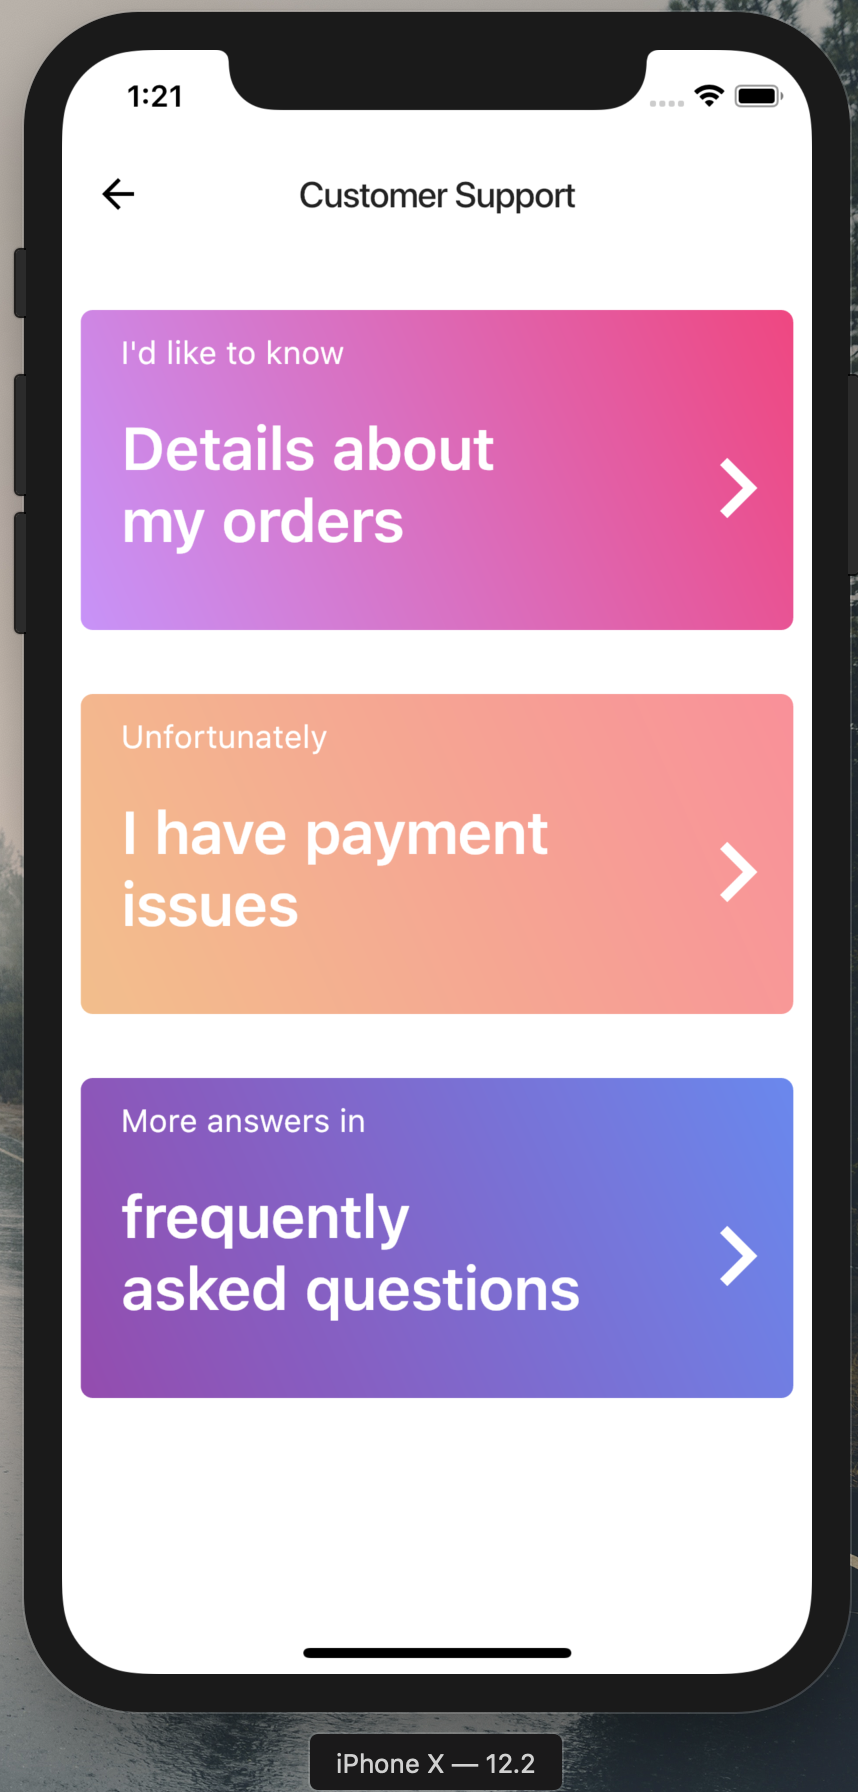 1:21
Customer Support
I'd like to know
Details about
my orders
Unfortunately
I have payment
issues
More answers in
frequently
asked questions
iPhone X — 12.2